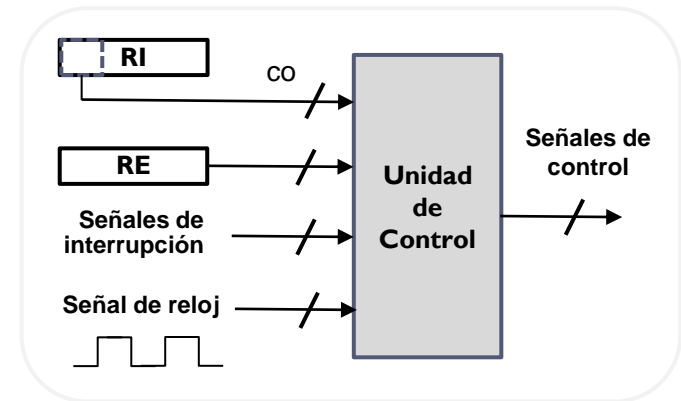 RI
CO
RE
Señales de
interrupción
Señal de reloj
Unidad
de
Control
Señales de
control